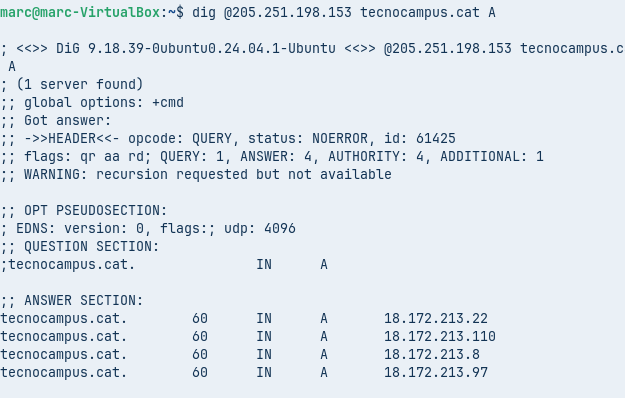 marc@marc-VirtualBox:~$ dig @205.251.198.153 tecnocampus.cat A
; <<>> DiG 9.18.39-0ubuntu0.24.04.1-Ubuntu <<>> @205.251.198.153 tecnocampus.c
A
; (1 server found)
;; global options: +cmd
;; Got answer:
;; ->>HEADER<<- opcode: QUERY, status: NOERROR, id: 61425
;; flags: qr aa rd; QUERY: 1, ANSWER: 4, AUTHORITY: 4, ADDITIONAL: 1
;; WARNING: recursion requested but not available
;; OPT PSEUDOSECTION:
; EDNS: version: 0, flags:; udp: 4096
;; QUESTION SECTION:
;tecnocampus.cat. IN A
;; ANSWER SECTION:
tecnocampus.cat. 60 IN A 18.172.213.22
tecnocampus.cat. 60 IN A 18.172.213.110
tecnocampus.cat. 60 IN A 18.172.213.8
tecnocampus.cat. 60 IN A 18.172.213.97